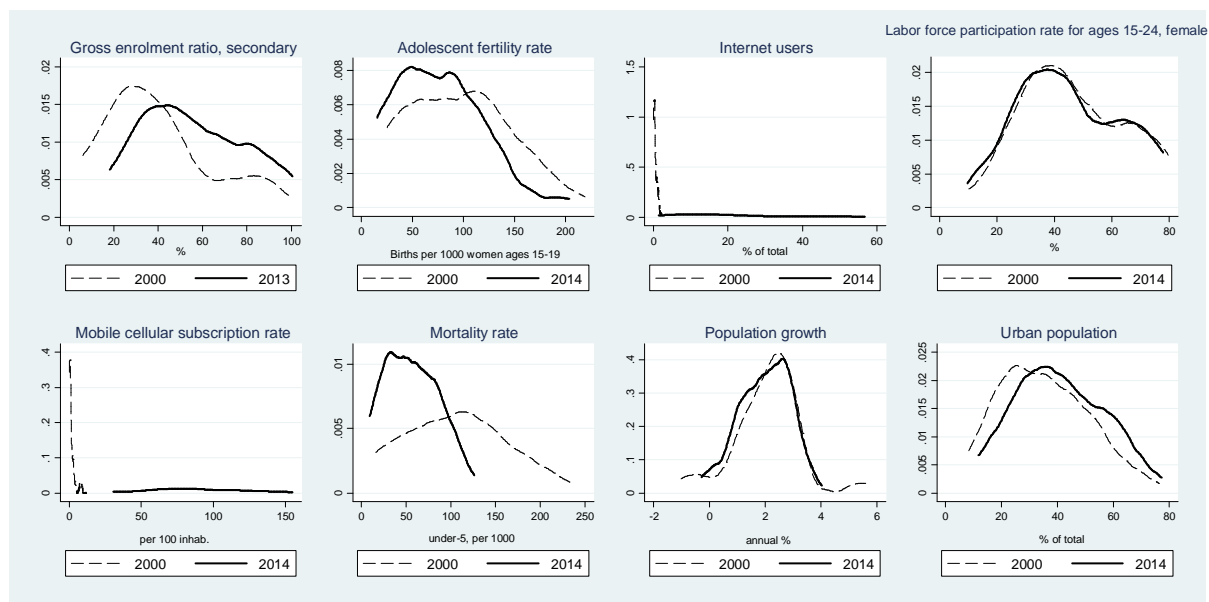 Labor force participation rate for ages 15-24, female
Gross enrolment ratio, secondary
Adolescent fertility rate
Internet users
.02
.015
.01
.005
0
0 20 40 60 80 100
%
2000 2013
.008
.006
.004
.002
0
0 50 100 150 200
Births per 1000 women ages 15-19
2000 2014
1.5
1
.5
0
0 20 40 60
% of total
2000 2014
.02
.015
.01
.005
0
0 20 40 60 80
%
2000 2014
Mobile cellular subscription rate
Mortality rate
Population growth
Urban population
.4
.3
.2
.1
0
0 50 100 150
per 100 inhab.
2000 2014
.01
.005
0
0 50 100 150 200 250
under-5, per 1000
2000 2014
.4
.3
.2
.1
0
-2 0 2 4 6
annual %
2000 2014
.025
.02
.015
.01
.005
0
0 20 40 60 80
% of total
2000 2014